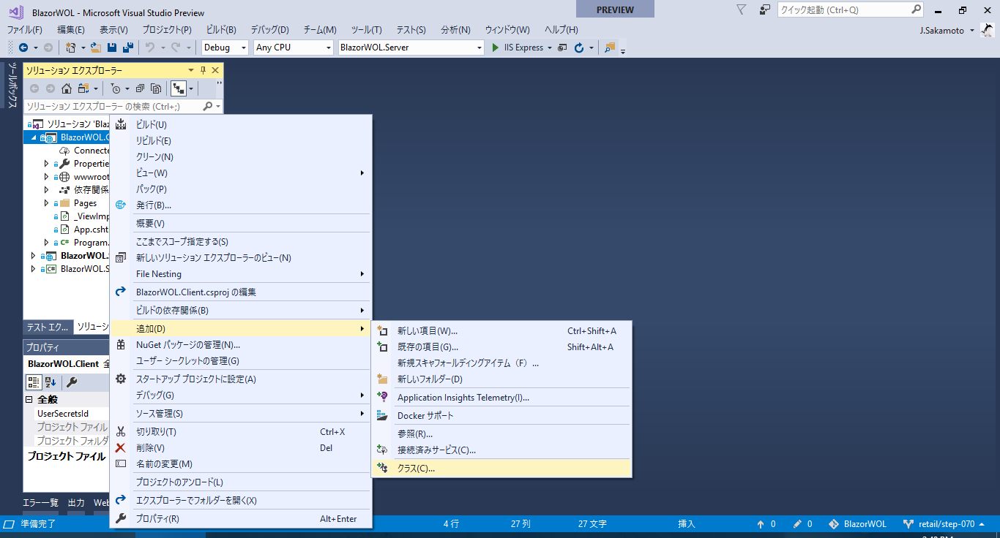 BlazorWOL - Microsoft Visual Studio Preview
PREVIEW
クイック起動 (Ctrl+Q)
ファイル(F) 編集(E) 表示(V) プロジェクト(P) ビルド(B) デバッグ(D) チーム(M) ツール(T) テスト(S) 分析(N) ウィンドウ(W) ヘルプ(H)
J.Sakamoto
Debug Any CPU BlazorWOL.Server IIS Express
ツールボックス
ソリューション エクスプローラー
ソリューション エクスプローラー の検索 (Ctrl+;)
ソリューション 'Blaz
BlazorWOL.C
Connecte
Propertie
wwwroot
依存関係
Pages
_ViewImp
App.csht
Program.
BlazorWOL.
BlazorWOL.S
テスト エク...
ソリューシ
プロパティ
BlazorWOL.Client 全
全般
UserSecretsId
プロジェクト ファイル
プロジェクト フォルダ
プロジェクト ファイル
エラー一覧 出力 Web
ビルド(U)
リビルド(E)
クリーン(N)
ビュー(W)
パック(P)
発行(B)...
概要(V)
ここまでスコープ指定する(S)
新しいソリューション エクスプローラーのビュー(N)
File Nesting
BlazorWOL.Client.csproj の編集
ビルドの依存関係(B)
追加(D)
NuGet パッケージの管理(N)...
ユーザー シークレットの管理(G)
スタートアップ プロジェクトに設定(A)
デバッグ(G)
ソース管理(S)
切り取り(T) Ctrl+X
削除(V) Del
名前の変更(M)
プロジェクトのアンロード(L)
エクスプローラーでフォルダーを開く(X)
プロパティ(R) Alt+Enter
新しい項目(W)... Ctrl+Shift+A
既存の項目(G)... Shift+Alt+A
新規スキャフォールディングアイテム（F）...
新しいフォルダー(D)
Application Insights Telemetry(I)...
Docker サポート
参照(R)...
接続済みサービス(C)...
クラス(C)...
準備完了 4 行 27 列 27 文字 挿入 0 0 BlazorWOL retail/step-070